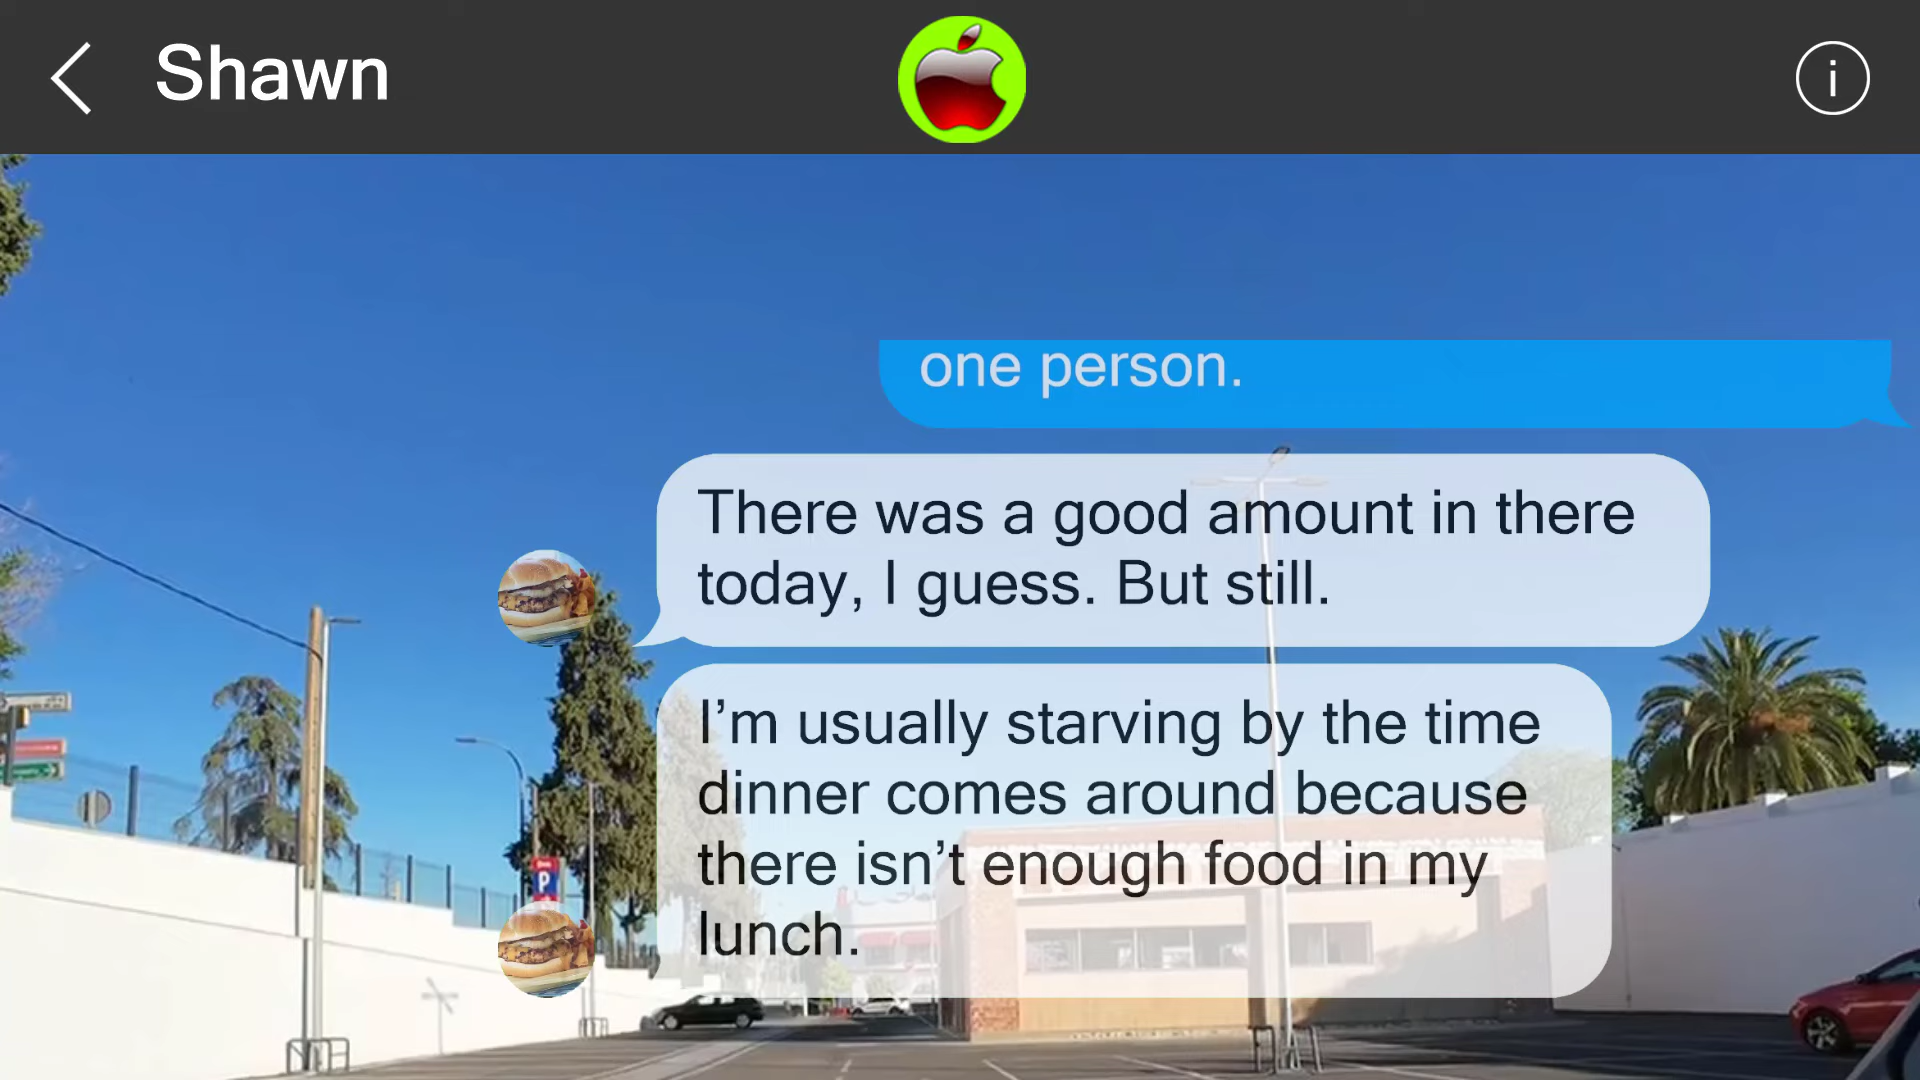 Shawn
i
one person.
There was a good amount in there
today, I guess. But still.
I’m usually starving by the time
dinner comes around because
there isn’t enough food in my
lunch.
P